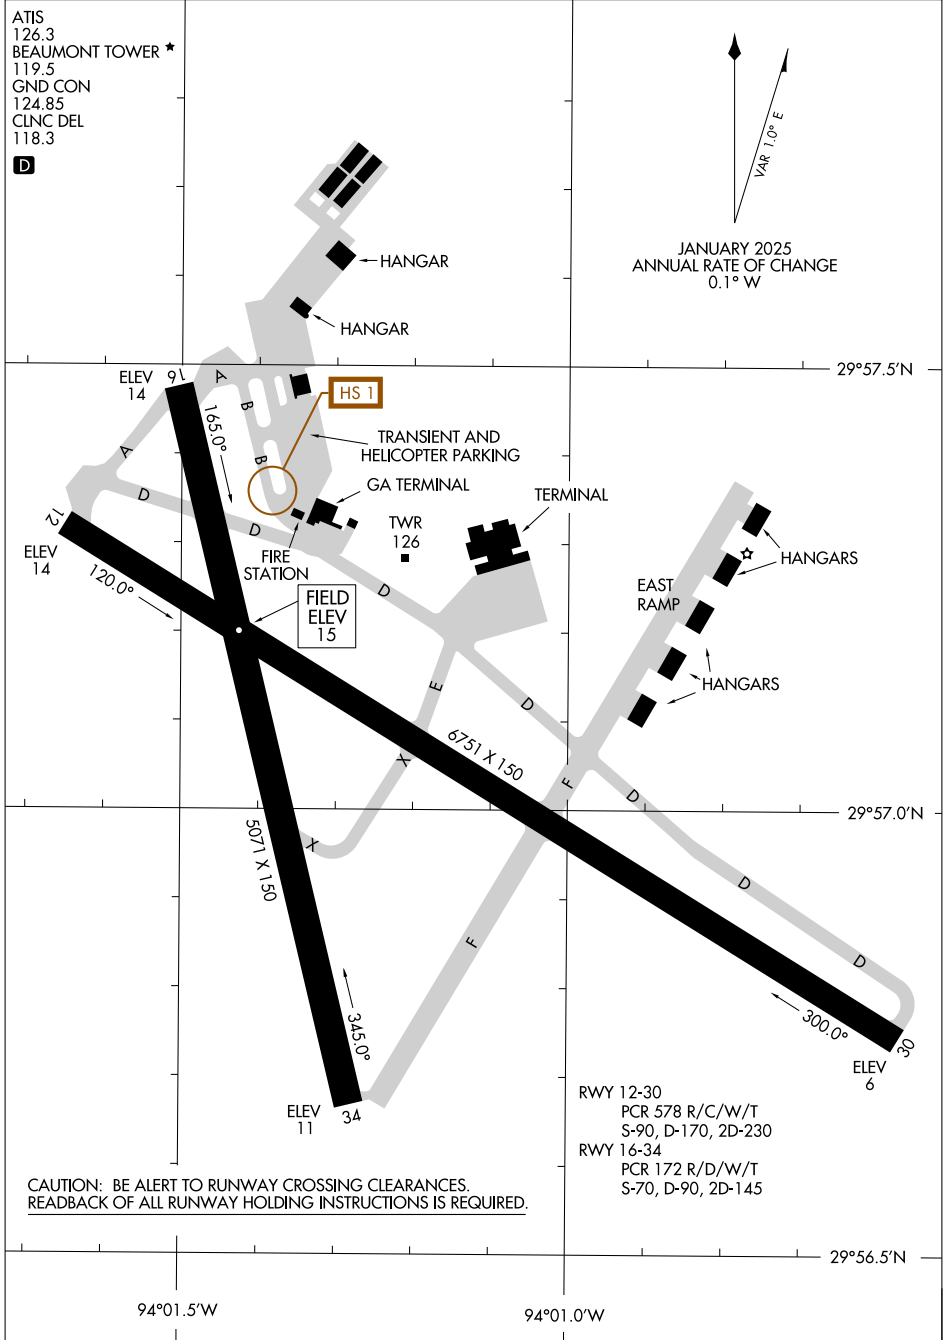 ATIS
126.3
BEAUMONT TOWER ★
119.5
GND CON
124.85
CLNC DEL
118.3
D
VAR 1.0° E
JANUARY 2025
ANNUAL RATE OF CHANGE
0.1° W
HANGAR
HANGAR
29°57.5'N
ELEV
14
16
A
B
HS 1
165.0°
TRANSIENT AND
HELICOPTER PARKING
A
B
GA TERMINAL
D
TERMINAL
12
D
TWR
126
ELEV
14
FIRE
STATION
HANGARS
120.0°
D
FIELD
ELEV
15
EAST
RAMP
E
HANGARS
D
6751 X 150
X
F
D
29°57.0'N
5071 X 150
X
D
F
D
345.0°
300.0°
30
ELEV
6
ELEV
11
34
RWY 12-30
PCR 578 R/C/W/T
S-90, D-170, 2D-230
RWY 16-34
PCR 172 R/D/W/T
S-70, D-90, 2D-145
CAUTION: BE ALERT TO RUNWAY CROSSING CLEARANCES.
READBACK OF ALL RUNWAY HOLDING INSTRUCTIONS IS REQUIRED.
29°56.5'N
94°01.5'W
94°01.0'W